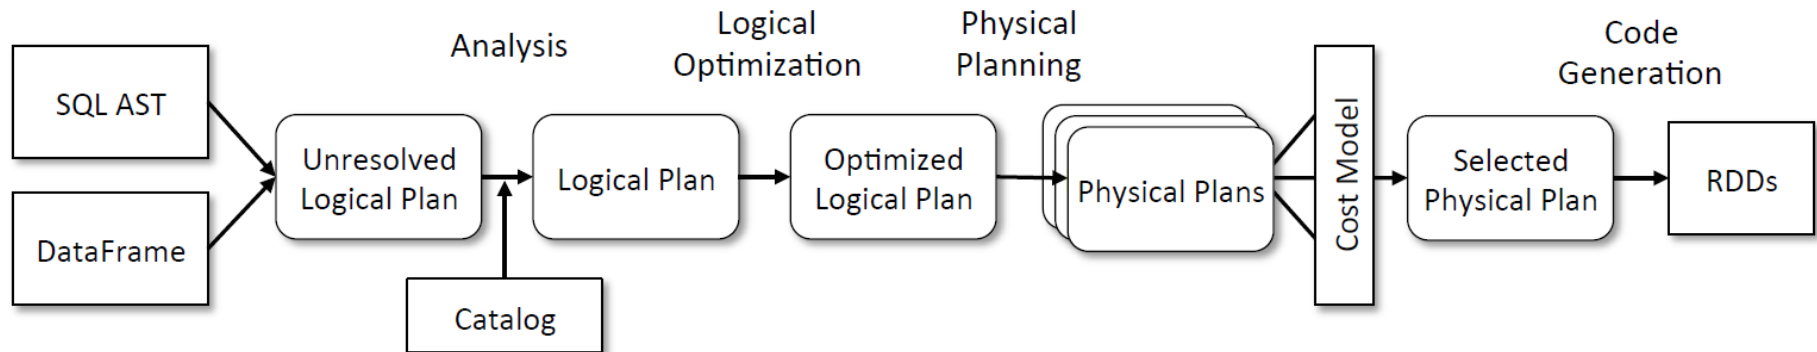 Analysis
Logical
Optimization
Physical
Planning
Code
Generation
SQL AST
DataFrame
Unresolved
Logical Plan
Catalog
Logical Plan
Optimized
Logical Plan
Physical Plans
Cost Model
Selected
Physical Plan
RDDs